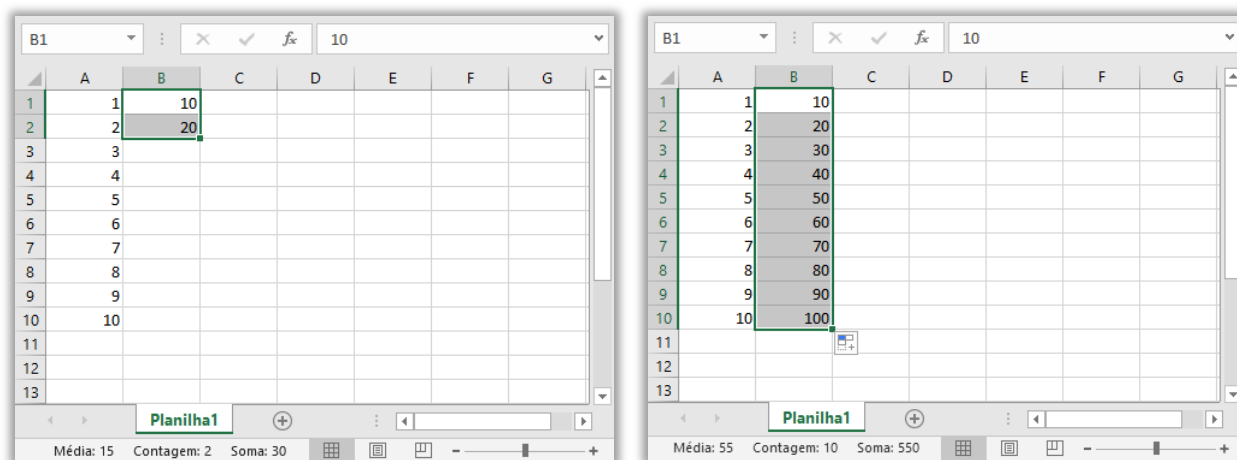 B1 fx 10
A B C D E F G
1 1 10
2 2 20
3 3
4 4
5 5
6 6
7 7
8 8
9 9
10 10
11
12
13
Planilha1
Média: 15 Contagem: 2 Soma: 30
B1 fx 10
A B C D E F G
1 1 10
2 2 20
3 3 30
4 4 40
5 5 50
6 6 60
7 7 70
8 8 80
9 9 90
10 10 100
11
12
13
Planilha1
Média: 55 Contagem: 10 Soma: 550